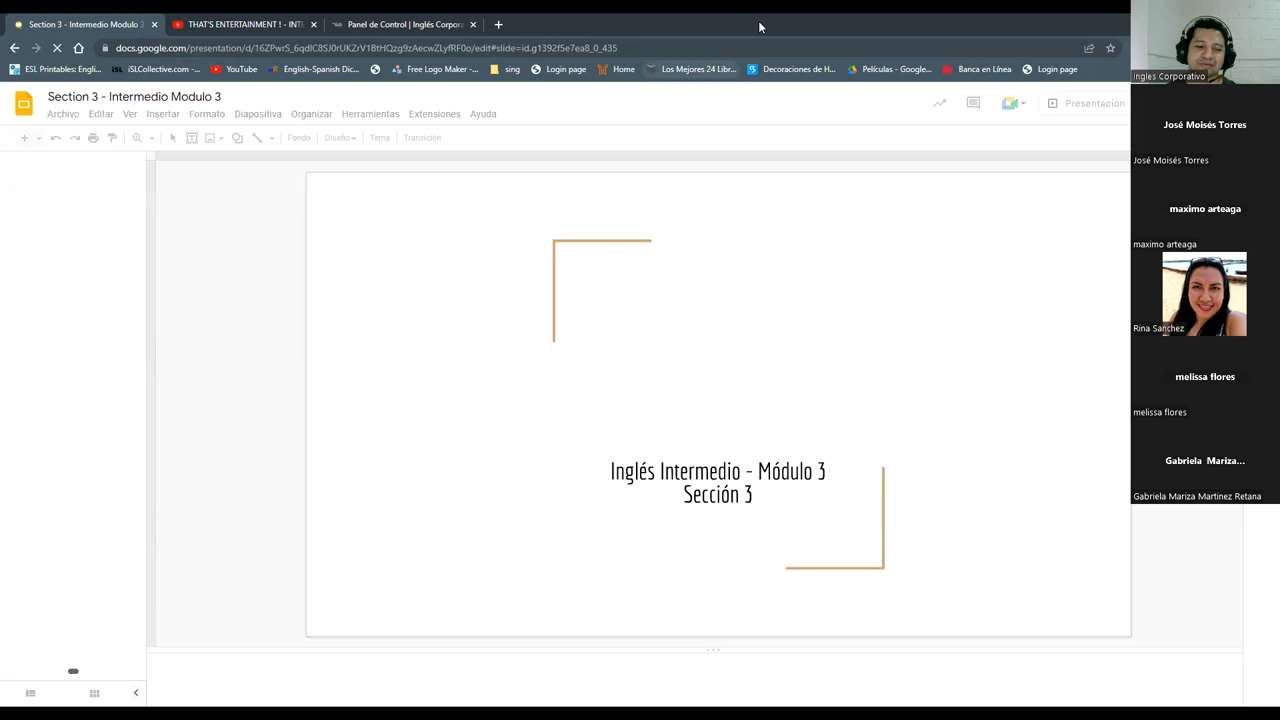 Section 3 - Intermedio Modulo 3
THAT'S ENTERTAINMENT ! - INTE
Panel de Control | Inglés Corpora
docs.google.com/presentation/d/16ZPwrS_6qdIC8SJ0rUKZrV1BtHQzg9zAecwZLyfRF0o/edit#slide=id.g1392f5e7ea8_0_435
ESL Printables: Engli...
iSLCollective.com -...
YouTube
English-Spanish Dic...
Free Logo Maker -...
sing
Login page
Home
Los Mejores 24 Libr...
Decoraciones de H...
Películas - Google...
Banca en Línea
Login page
Section 3 - Intermedio Modulo 3
Archivo Editar Ver Insertar Formato Diapositiva Organizar Herramientas Extensiones Ayuda
Presentación
Fondo Diseño Tema Transición
Inglés Intermedio - Módulo 3
Sección 3
Ingles Corporativo
José Moisés Torres
José Moisés Torres
maximo arteaga
maximo arteaga
Rina Sanchez
melissa flores
melissa flores
Gabriela Mariza...
Gabriela Mariza Martinez Retana